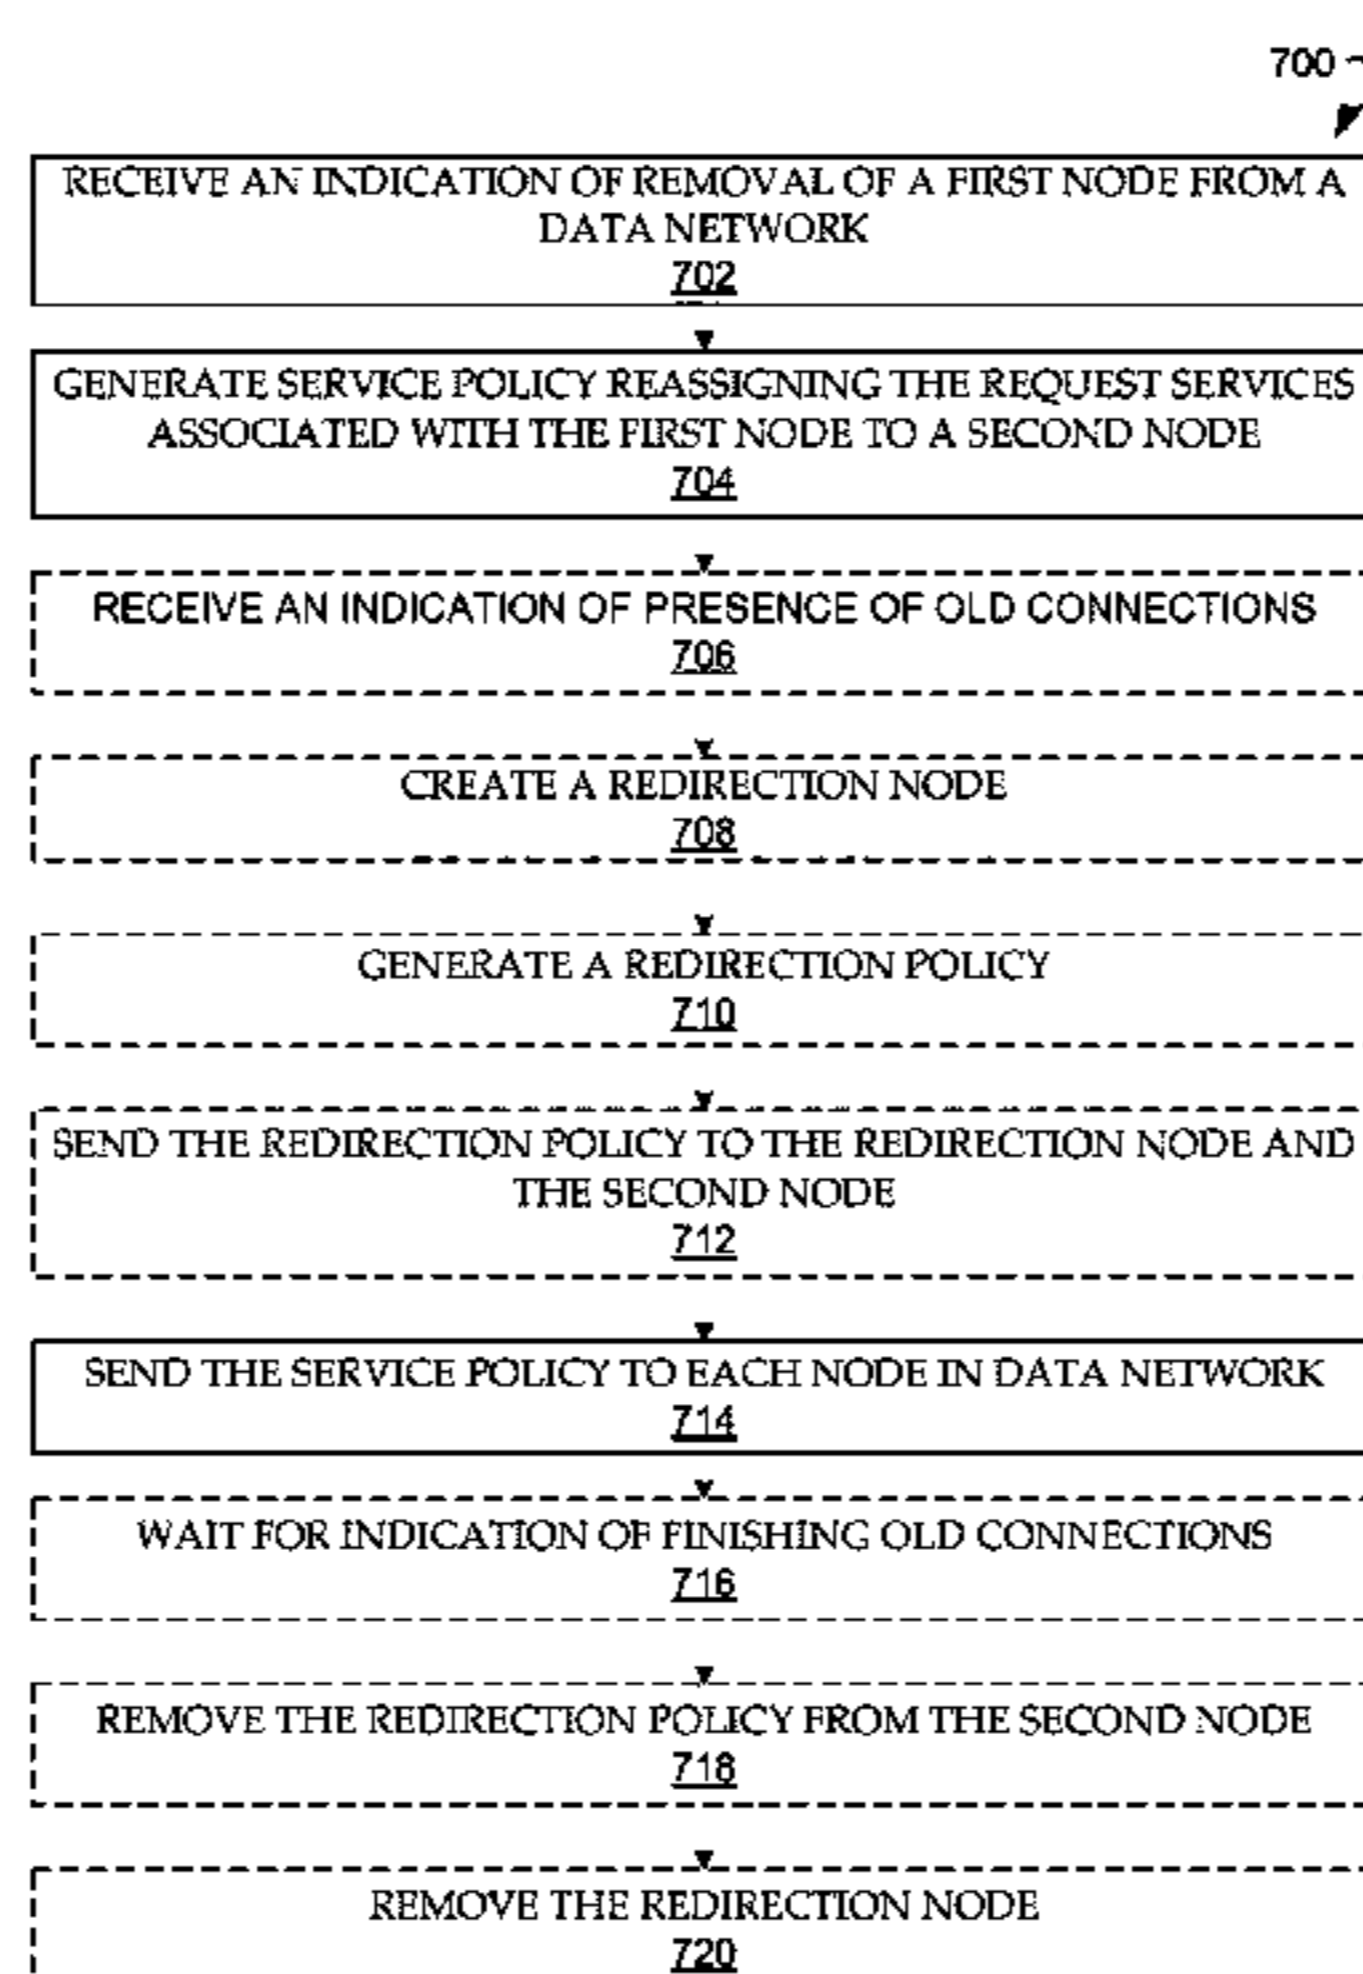 700
RECEIVE AN INDICATION OF REMOVAL OF A FIRST NODE FROM A
DATA NETWORK
702
GENERATE SERVICE POLICY REASSIGNING THE REQUEST SERVICES
ASSOCIATED WITH THE FIRST NODE TO A SECOND NODE
704
RECEIVE AN INDICATION OF PRESENCE OF OLD CONNECTIONS
706
CREATE A REDIRECTION NODE
708
GENERATE A REDIRECTION POLICY
710
SEND THE REDIRECTION POLICY TO THE REDIRECTION NODE AND
THE SECOND NODE
712
SEND THE SERVICE POLICY TO EACH NODE IN DATA NETWORK
714
WAIT FOR INDICATION OF FINISHING OLD CONNECTIONS
716
REMOVE THE REDIRECTION POLICY FROM THE SECOND NODE
718
REMOVE THE REDIRECTION NODE
720